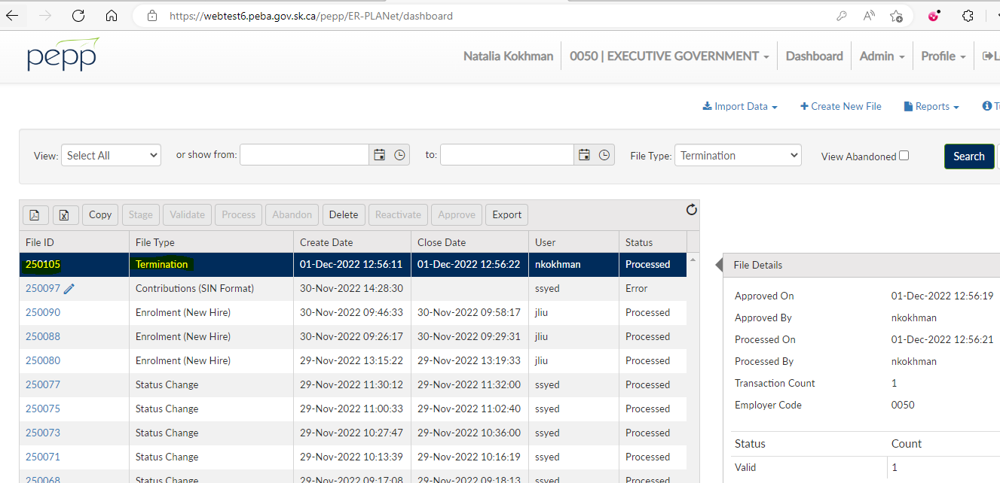 https://webtest6.peba.gov.sk.ca/pepp/ER-PLANet/dashboard
pepp
Natalia Kokhman 0050 | EXECUTIVE GOVERNMENT Dashboard Admin Profile L
Import Data Create New File Reports
View: Select All or show from: to: File Type: Termination View Abandoned Search
Copy Stage Validate Process Abandon Delete Reactivate Approve Export
File ID File Type Create Date Close Date User Status
250105 Termination 01-Dec-2022 12:56:11 01-Dec-2022 12:56:22 nkokhman Processed
250097 Contributions (SIN Format) 30-Nov-2022 14:28:30 ssyed Error
250090 Enrolment (New Hire) 30-Nov-2022 09:46:33 30-Nov-2022 09:58:17 jliu Processed
250088 Enrolment (New Hire) 30-Nov-2022 09:26:17 30-Nov-2022 09:29:31 jliu Processed
250080 Enrolment (New Hire) 29-Nov-2022 13:15:22 29-Nov-2022 13:19:33 jliu Processed
250077 Status Change 29-Nov-2022 11:30:12 29-Nov-2022 11:32:00 ssyed Processed
250075 Status Change 29-Nov-2022 11:00:33 29-Nov-2022 11:02:40 ssyed Processed
250073 Status Change 29-Nov-2022 10:27:47 29-Nov-2022 10:36:00 ssyed Processed
250071 Status Change 29-Nov-2022 10:13:39 29-Nov-2022 10:16:19 ssyed Processed
250068 Status Change 29-Nov-2022 09:17:08 29-Nov-2022 09:18:13 ssyed Processed
File Details
Approved On 01-Dec-2022 12:56:19
Approved By nkokhman
Processed On 01-Dec-2022 12:56:21
Processed By nkokhman
Transaction Count 1
Employer Code 0050
Status Count
Valid 1